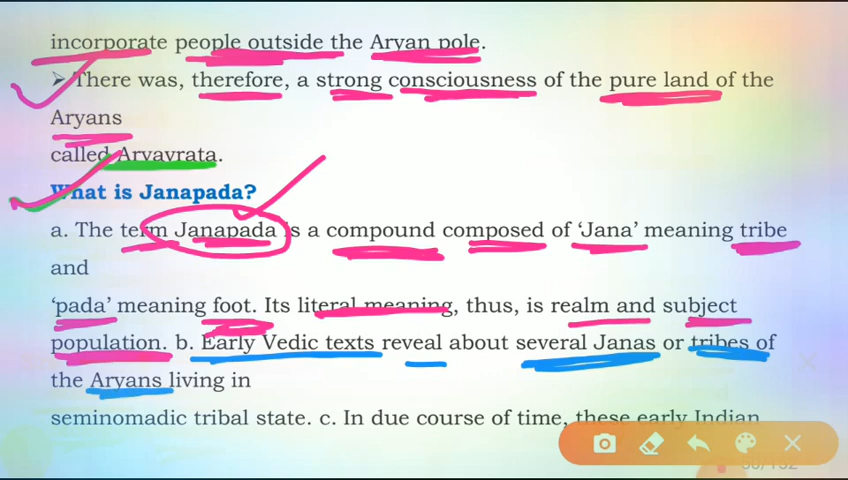 incorporate people outside the Aryan pole.
➢ There was, therefore, a strong consciousness of the pure land of the
Aryans
called Aryavrata.
What is Janapada?
a. The term Janapada is a compound composed of ‘Jana’ meaning tribe
and
‘pada’ meaning foot. Its literal meaning, thus, is realm and subject
population. b. Early Vedic texts reveal about several Janas or tribes of
the Aryans living in
seminomadic tribal state. c. In due course of time, these early Indian